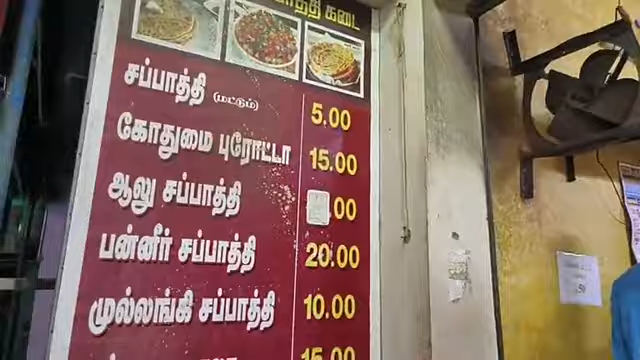 கடை
சப்பாத்தி (மட்டும்) 5.00
கோதுமை புரோட்டா 15.00
ஆலு சப்பாத்தி .00
பன்னீர் சப்பாத்தி 20.00
முல்லங்கி சப்பாத்தி 10.00
15.00